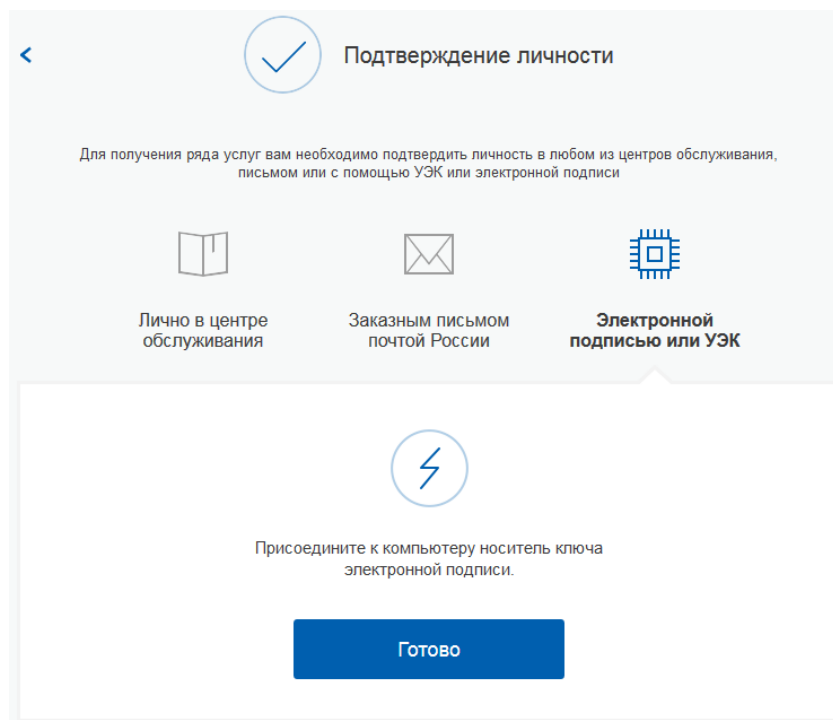 Подтверждение личности
Для получения ряда услуг вам необходимо подтвердить личность в любом из центров обслуживания,
письмом или с помощью УЭК или электронной подписи
Лично в центре
обслуживания
Заказным письмом
почтой России
Электронной
подписью или УЭК
Присоедините к компьютеру носитель ключа
электронной подписи.
Готово